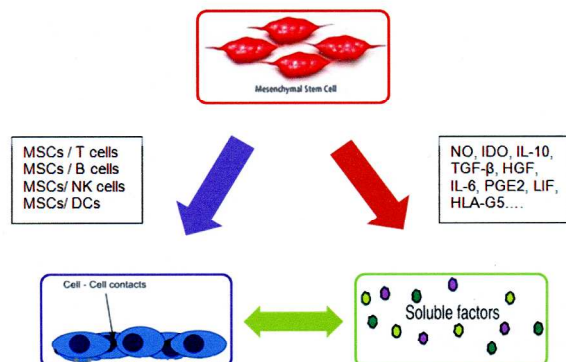 Mesenchymal Stem Cell
MSCs / T cells
MSCs / B cells
MSCs/ NK cells
MSCs/ DCs
NO, IDO, IL-10,
TGF-β, HGF,
IL-6, PGE2, LIF,
HLA-G5....
Cell - Cell contacts
Soluble factors